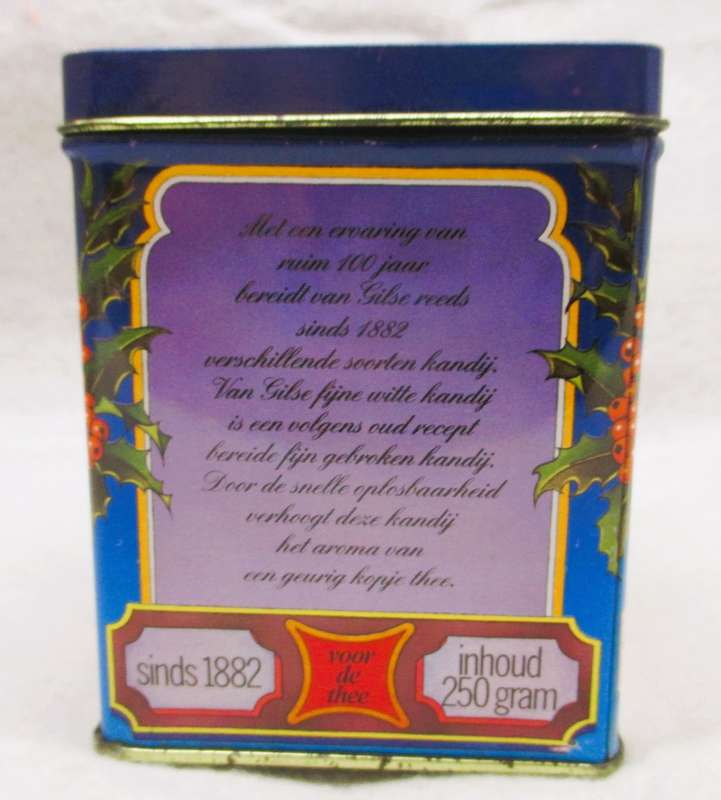 Met een ervaring van
ruim 100 jaar
bereidt van Gilse reeds
sinds 1882
verschillende soorten kandij.
Van Gilse fijne witte kandij
is een volgens oud recept
bereide fijn gebroken kandij.
Door de snelle oplosbaarheid
verhoogt deze kandij
het aroma van
een geurig kopje thee.
sinds 1882
voor
de
thee
inhoud
250 gram